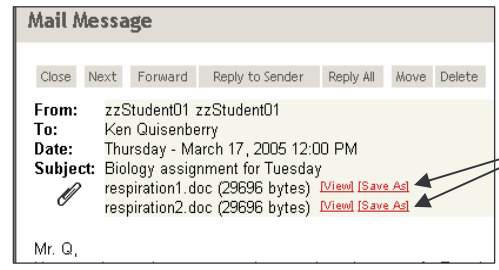 Mail Message
Close Next Forward Reply to Sender Reply All Move Delete
From: zzStudent01 zzStudent01
To: Ken Quisenberry
Date: Thursday - March 17, 2005 12:00 PM
Subject: Biology assignment for Tuesday
respiration1.doc (29696 bytes) [View] [Save As]
respiration2.doc (29696 bytes) [View] [Save As]
Mr. Q,